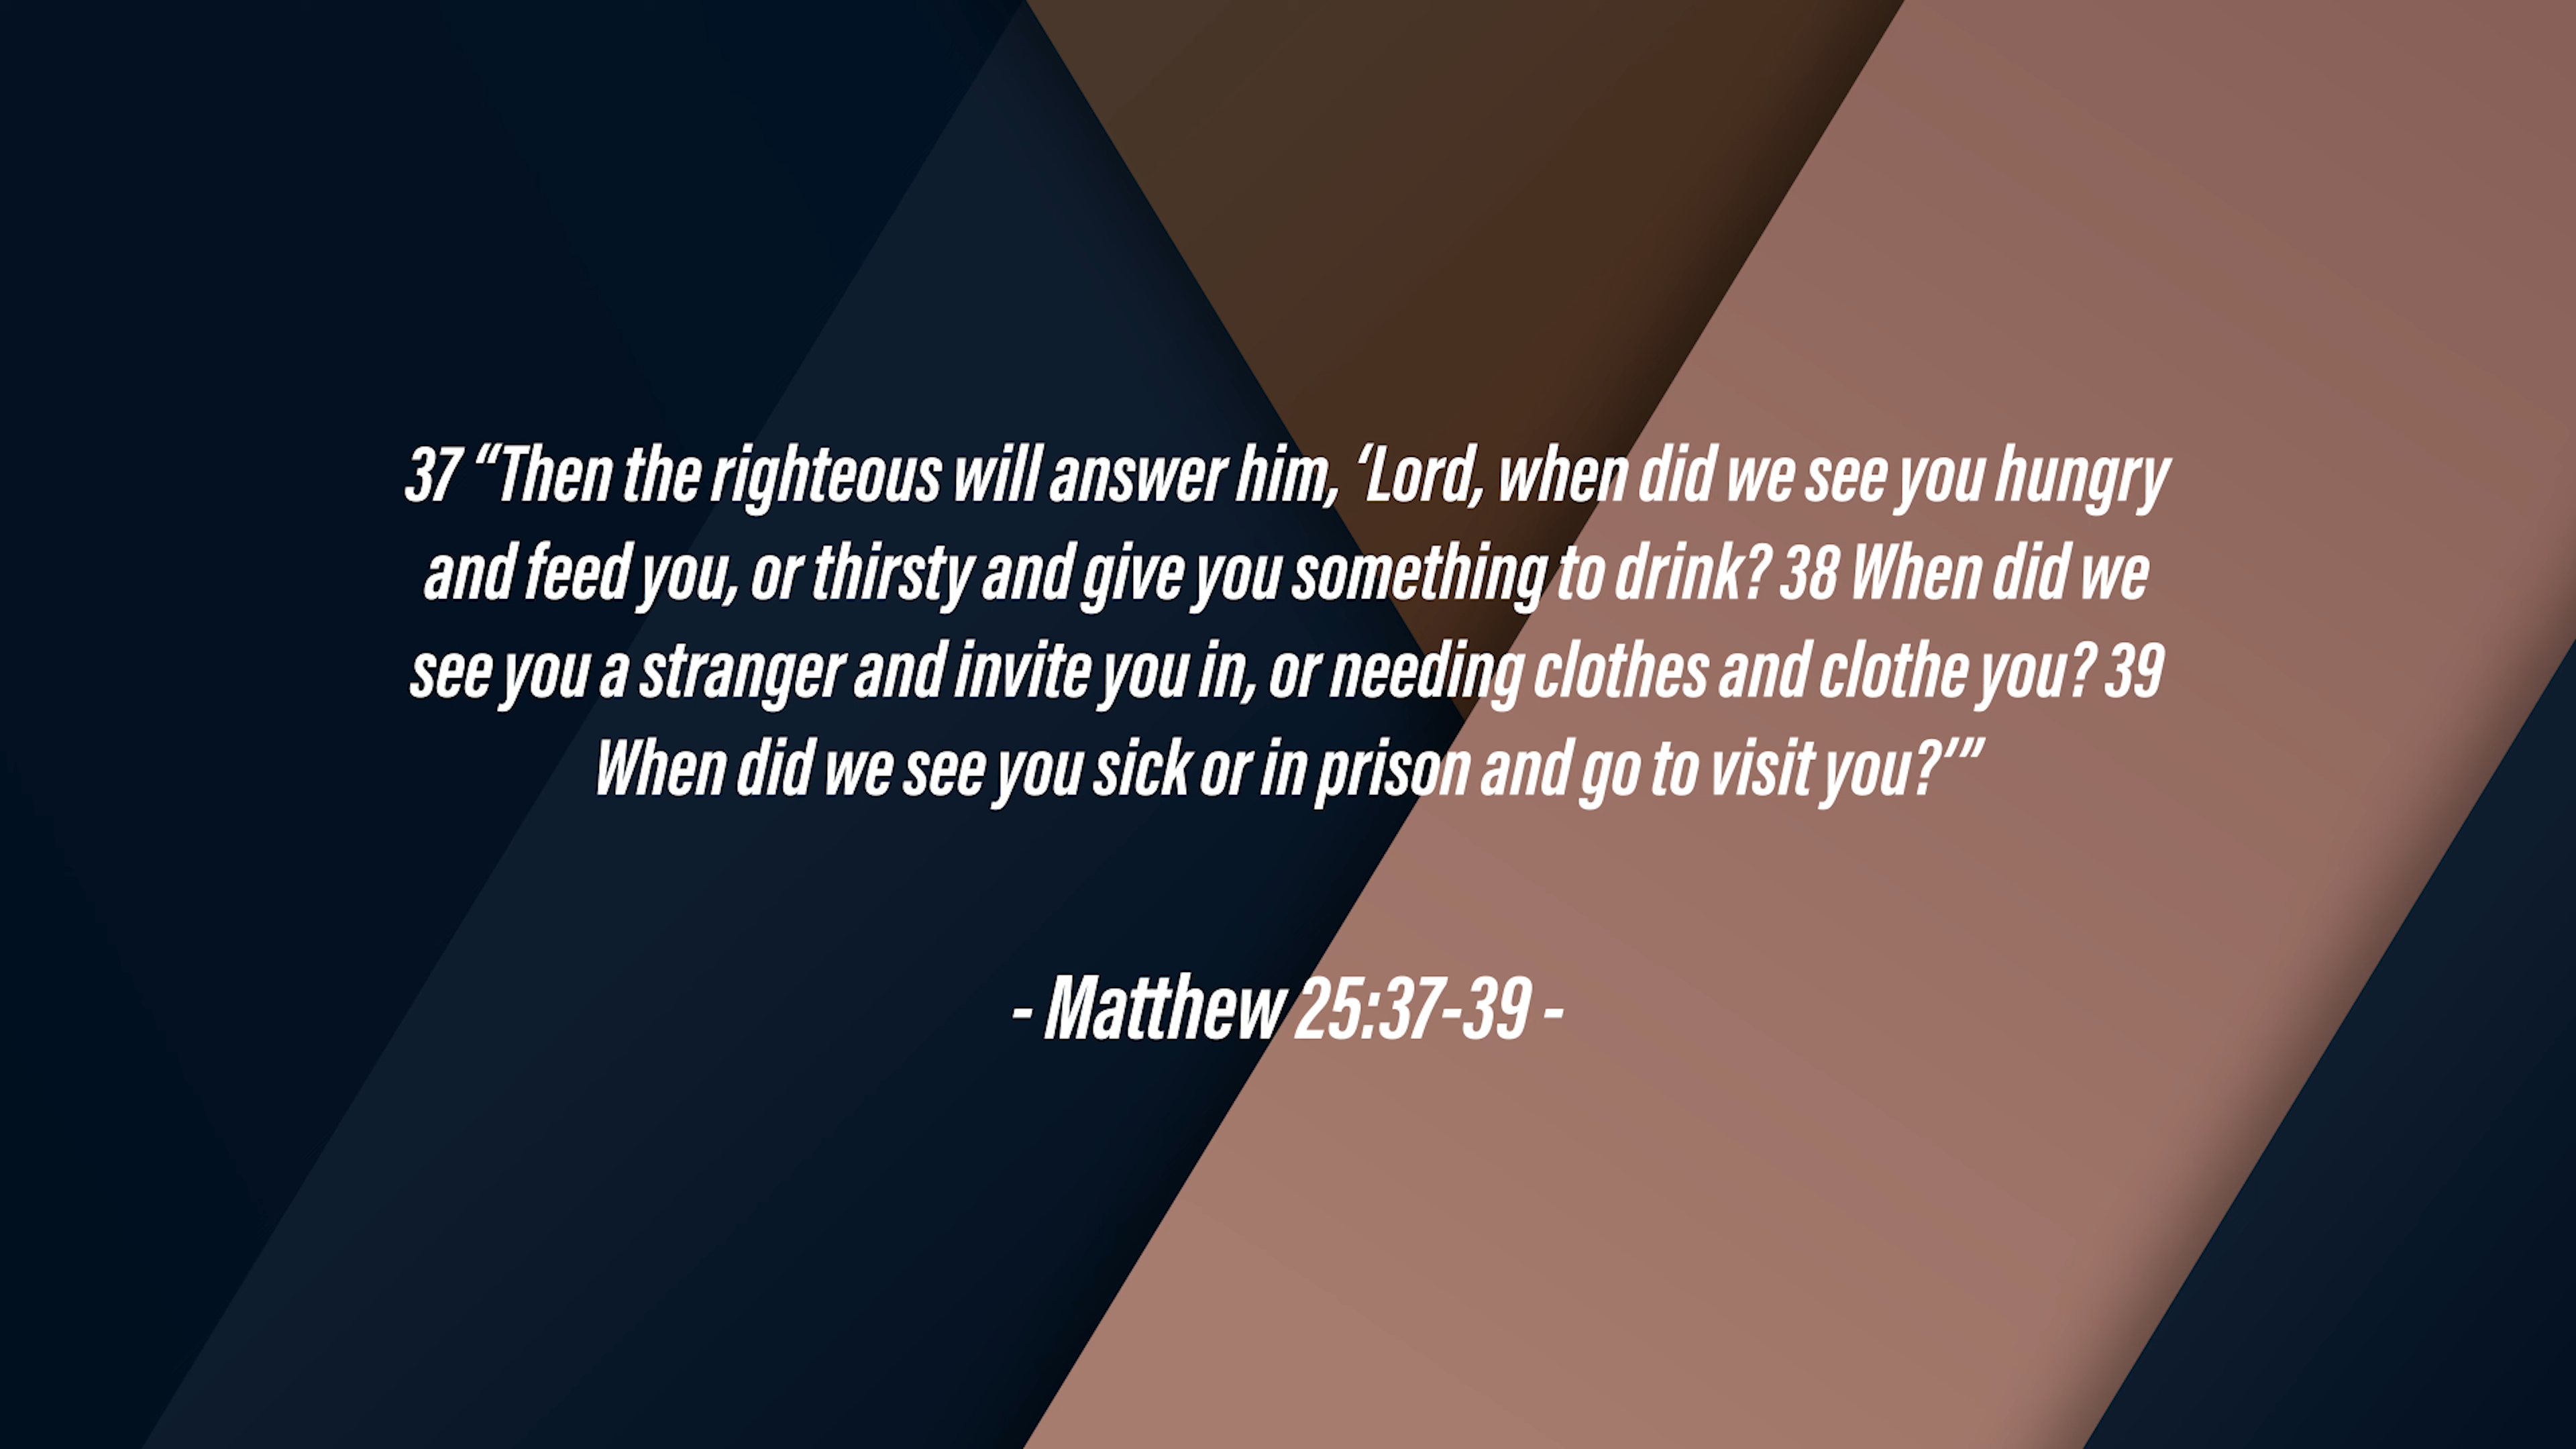 37 “Then the righteous will answer him, ‘Lord, when did we see you hungry
and feed you, or thirsty and give you something to drink? 38 When did we
see you a stranger and invite you in, or needing clothes and clothe you? 39
When did we see you sick or in prison and go to visit you?’”
- Matthew 25:37-39 -